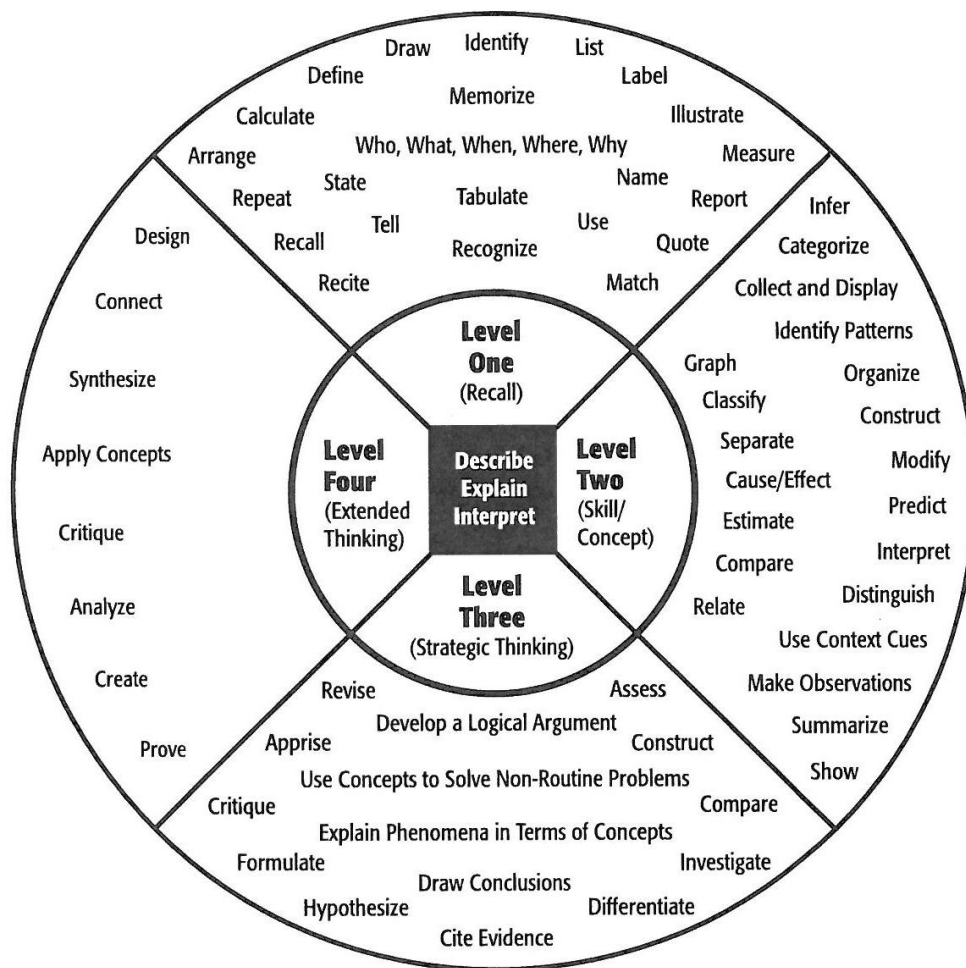 Draw
Identify
List
Define
Label
Calculate
Memorize
Illustrate
Arrange
Who, What, When, Where, Why
Measure
Repeat
State
Tabulate
Name
Report
Recall
Tell
Recognize
Use
Quote
Recite
Match
Level
One
(Recall)
Infer
Categorize
Collect and Display
Identify Patterns
Graph
Organize
Classify
Construct
Separate
Modify
Cause/Effect
Predict
Estimate
Interpret
Compare
Distinguish
Relate
Use Context Cues
Make Observations
Summarize
Show
Level
Two
(Skill/
Concept)
Describe
Explain
Interpret
Level
Three
(Strategic Thinking)
Revise
Assess
Develop a Logical Argument
Apprise
Construct
Use Concepts to Solve Non-Routine Problems
Critique
Compare
Explain Phenomena in Terms of Concepts
Formulate
Investigate
Draw Conclusions
Hypothesize
Differentiate
Cite Evidence
Level
Four
(Extended
Thinking)
Design
Connect
Synthesize
Apply Concepts
Critique
Analyze
Create
Prove